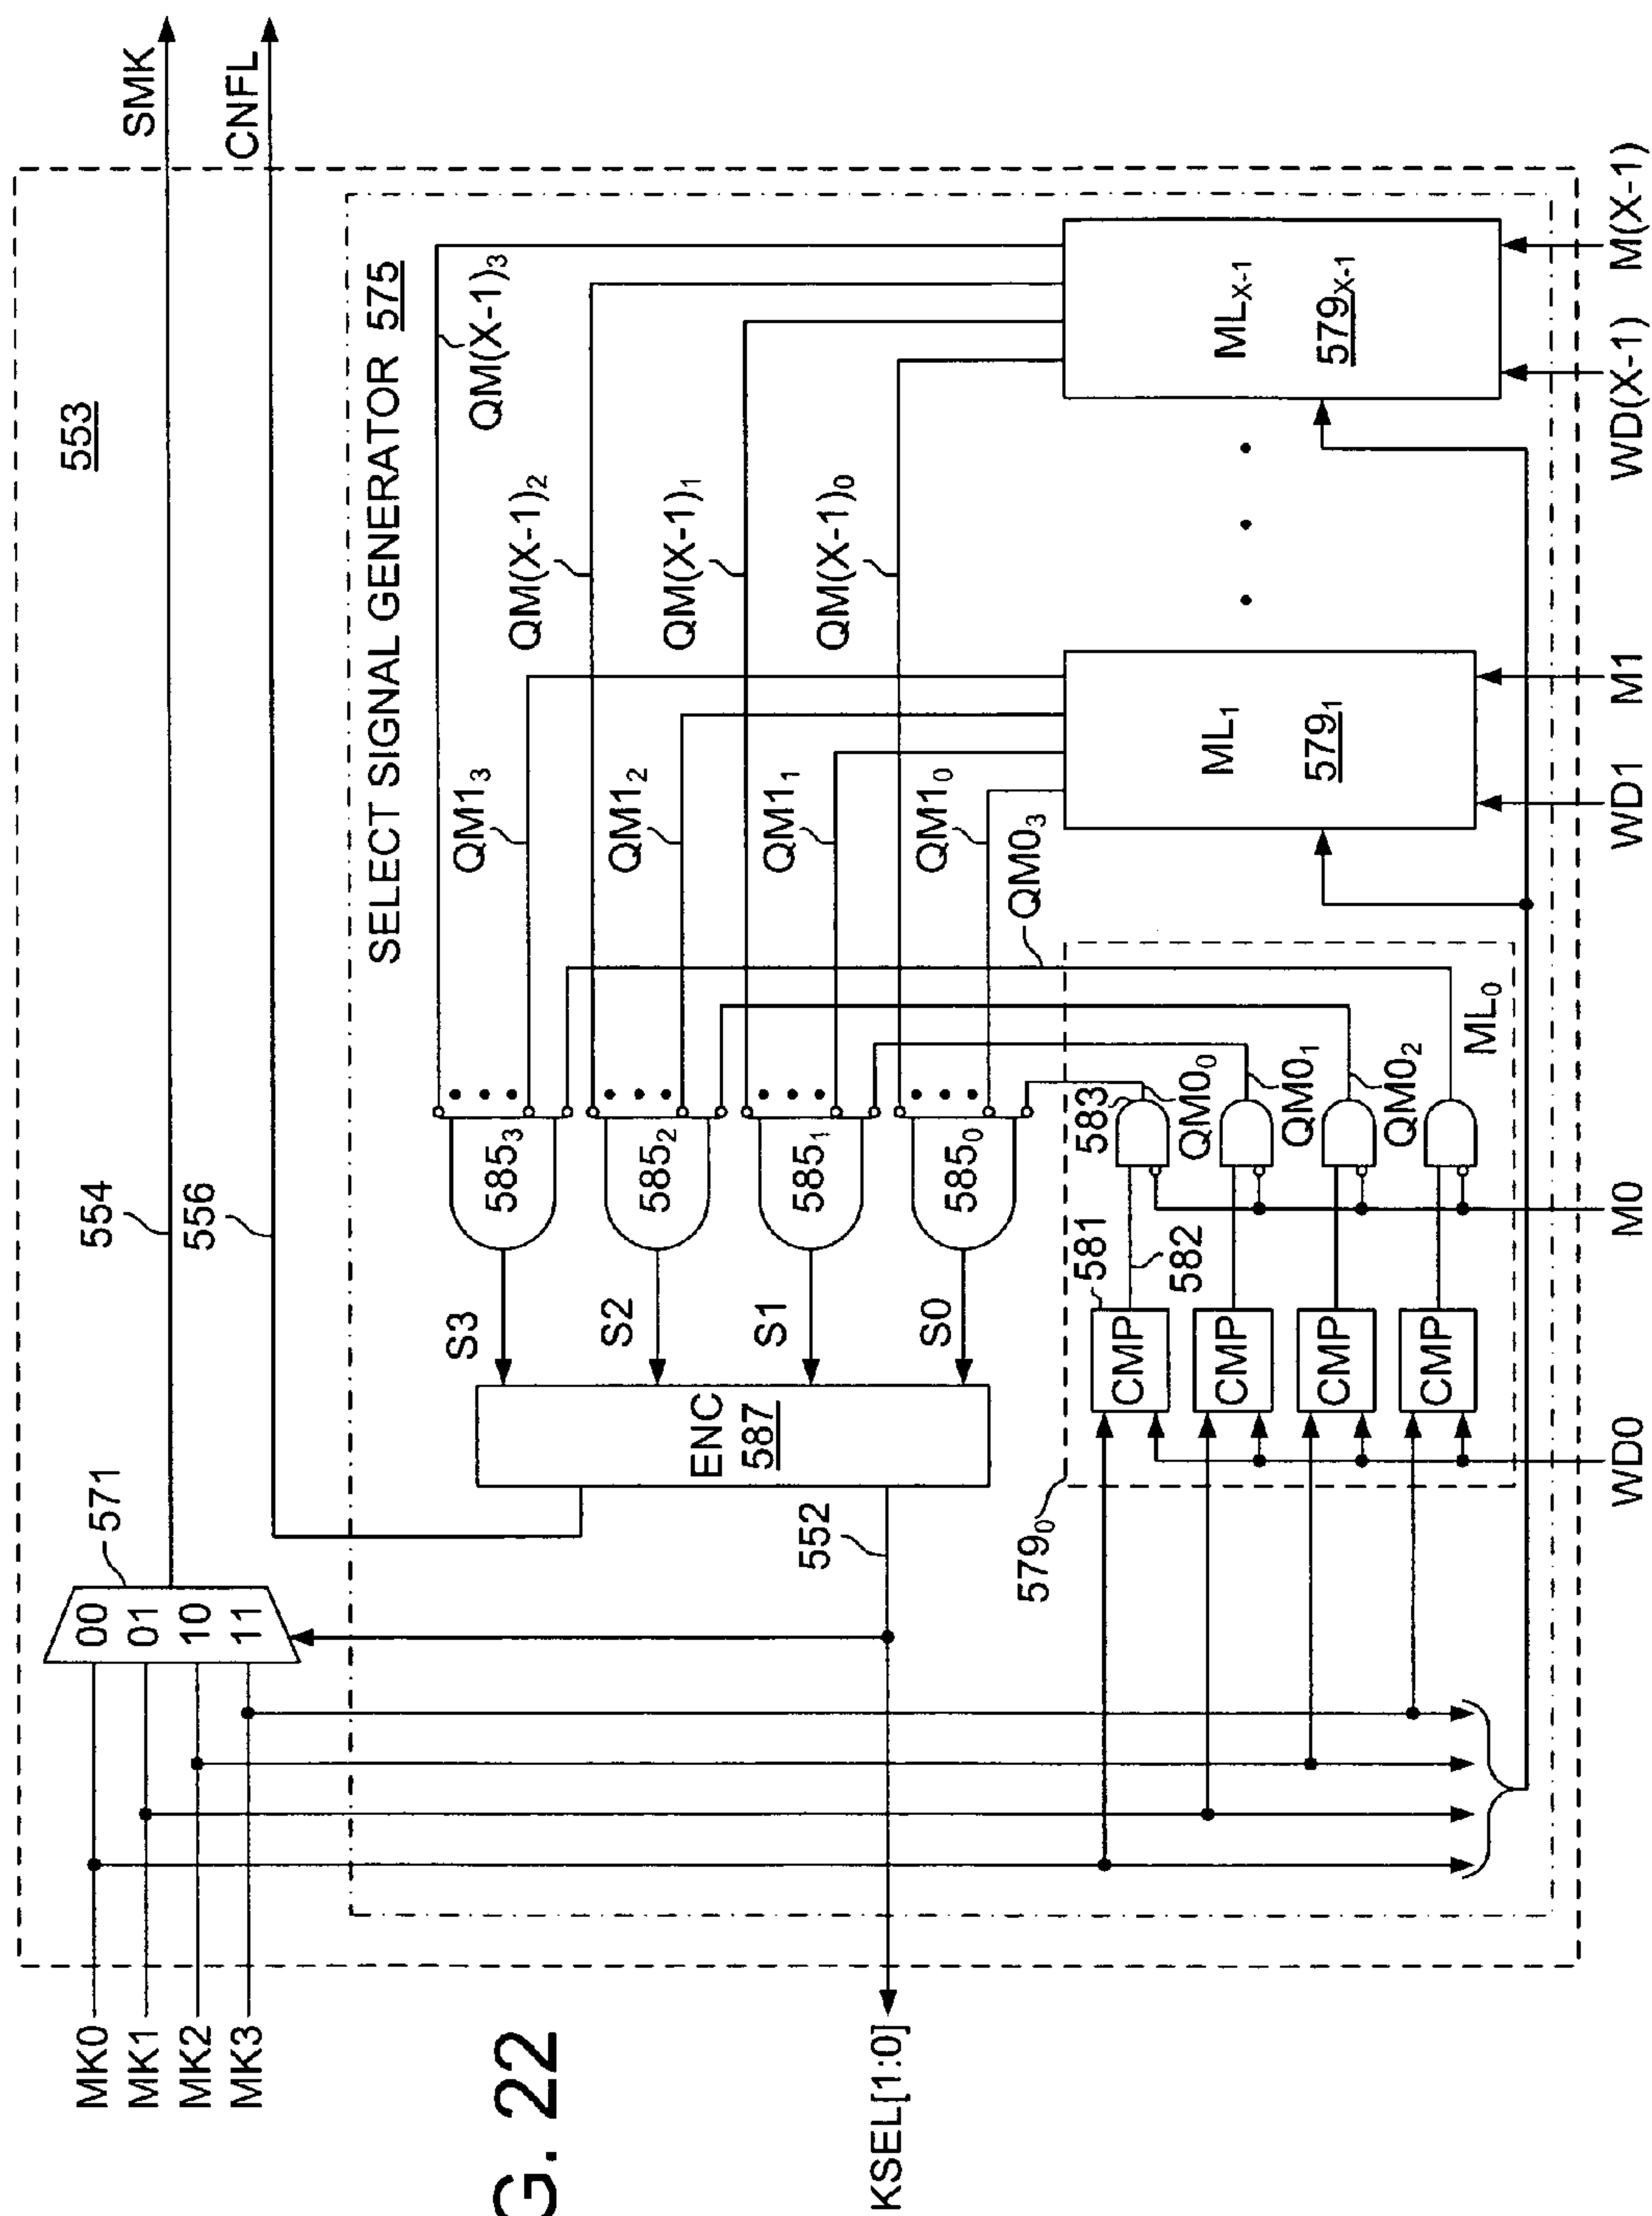 553
SMK
CNFL
554
556
571
00
01
10
11
MK0
MK1
MK2
MK3
SELECT SIGNAL GENERATOR 575
QM(X-1)3
QM(X-1)2
QM(X-1)1
QM(X-1)0
QM13
QM12
QM11
QM10
QM03
5853
5852
5851
5850
S3
S2
S1
S0
ENC
587
552
KSEL[1:0]
MLX-1
579X-1
ML1
5791
ML0
5790
583
QM00
QM01
QM02
581
582
CMP
CMP
CMP
CMP
WD0
M0
WD1
M1
WD(X-1)
M(X-1)
G. 22